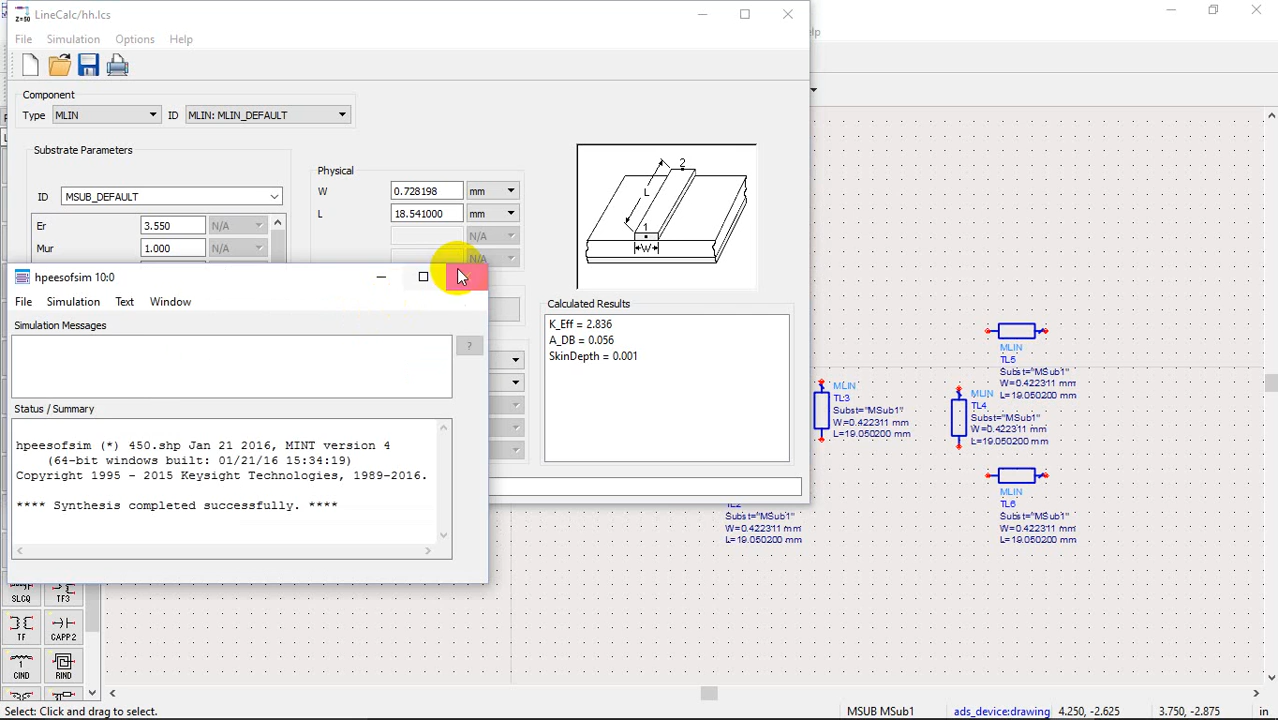 Z=50
LineCalc/hh.lcs
File Simulation Options Help
lp
Component
Type MLIN ID MLIN: MLIN_DEFAULT
Substrate Parameters
ID MSUB_DEFAULT
Er 3.550 N/A
Mur 1.000 N/A
Physical
W 0.728198 mm
L 18.541000 mm
N/A
N/A
2
L
1
W
Calculated Results
K_Eff = 2.836
A_DB = 0.056
SkinDepth = 0.001
hpeesofsim 10:0
File Simulation Text Window
Simulation Messages
?
Status / Summary
hpeesofsim (*) 450.shp Jan 21 2016, MINT version 4
(64-bit windows built: 01/21/16 15:34:19)
Copyright 1995 - 2015 Keysight Technologies, 1989-2016.
**** Synthesis completed successfully. ****
MLIN
TL5
Subst="MSub1"
W=0.422311 mm
L=19.050200 mm
MLIN
TL3
Subst="MSub1"
W=0.422311 mm
L=19.050200 mm
MLIN
TL4
Subst="MSub1"
W=0.422311 mm
L=19.050200 mm
MLIN
TL6
Subst="MSub1"
W=0.422311 mm
L=19.050200 mm
TL2
Subst="MSub1"
W=0.422311 mm
L=19.050200 mm
SLCQ TF3
TF CAPP2
CIND RIND
Select: Click and drag to select.
MSUB MSub1 ads_device:drawing 4.250, -2.625 3.750, -2.875 in